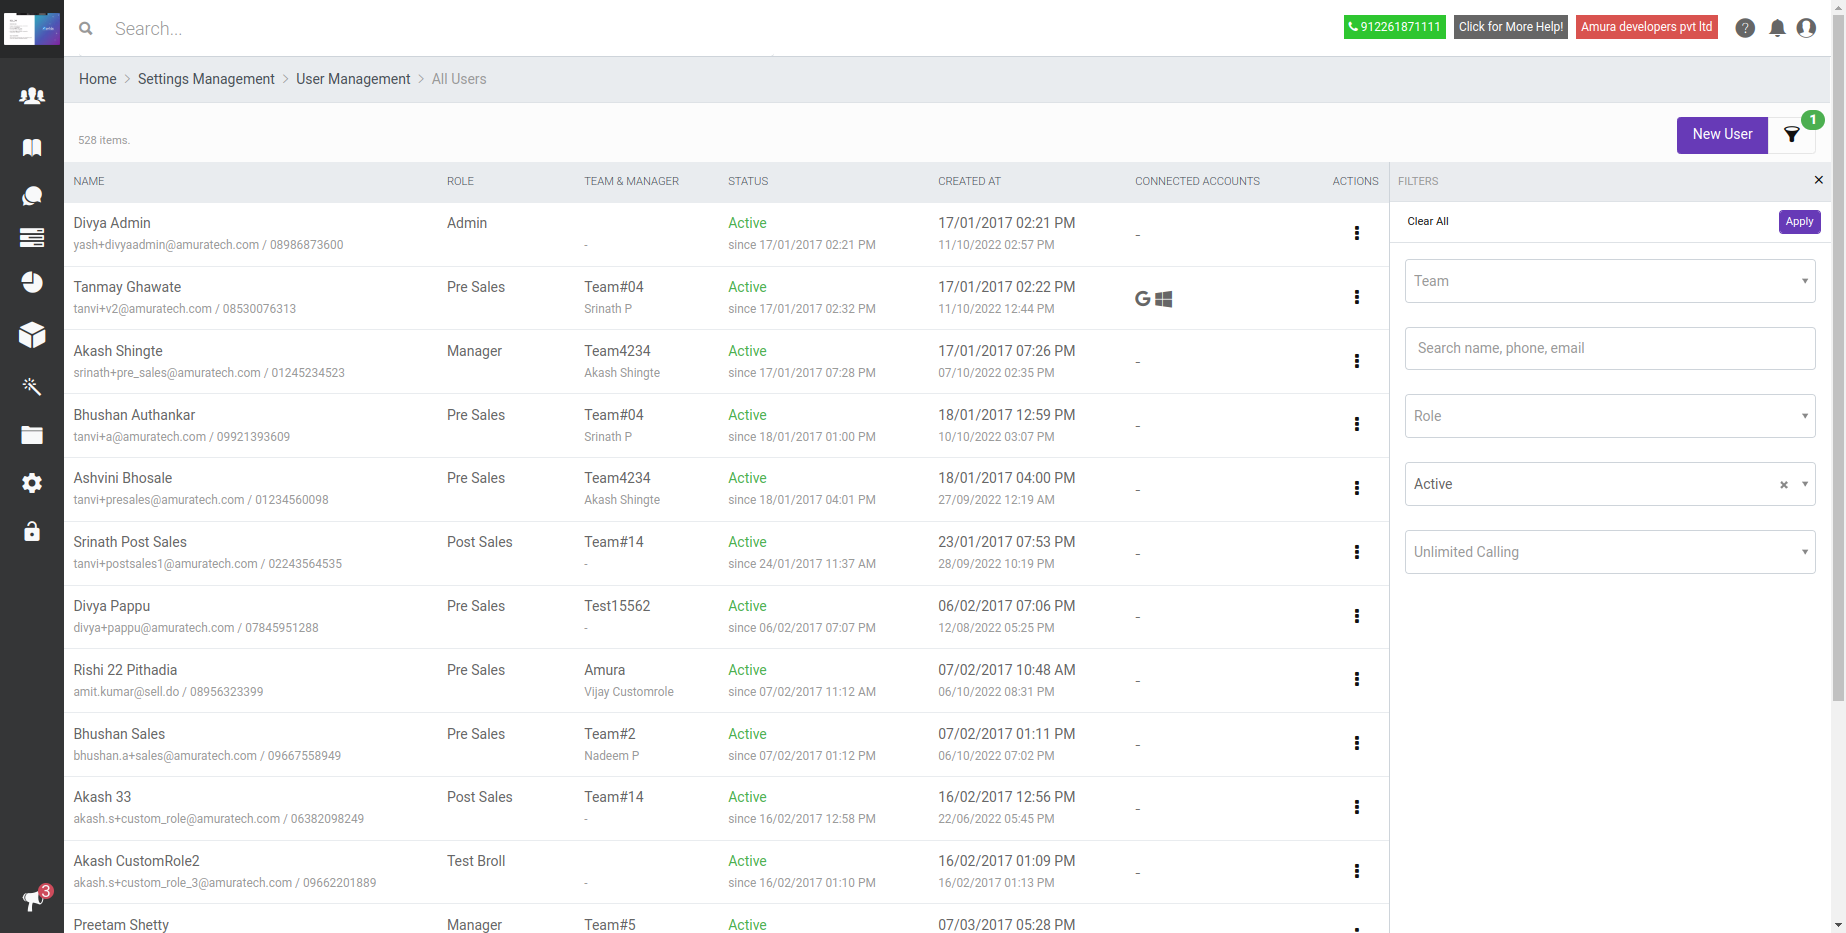 Search...
912261871111 Click for More Help! Amura developers pvt ltd
Home > Settings Management > User Management > All Users
528 items.
New User 1
NAME ROLE TEAM & MANAGER STATUS CREATED AT CONNECTED ACCOUNTS ACTIONS
Divya Admin Admin Active 17/01/2017 02:21 PM
yash+divyaadmin@amuratech.com / 08986873600 - since 17/01/2017 02:21 PM 11/10/2022 02:57 PM -
Tanmay Ghawate Pre Sales Team#04 Active 17/01/2017 02:22 PM
tanvi+v2@amuratech.com / 08530076313 Srinath P since 17/01/2017 02:32 PM 11/10/2022 12:44 PM G
Akash Shingte Manager Team4234 Active 17/01/2017 07:26 PM
srinath+pre_sales@amuratech.com / 01245234523 Akash Shingte since 17/01/2017 07:28 PM 07/10/2022 02:35 PM -
Bhushan Authankar Pre Sales Team#04 Active 18/01/2017 12:59 PM
tanvi+a@amuratech.com / 09921393609 Srinath P since 18/01/2017 01:00 PM 10/10/2022 03:07 PM -
Ashvini Bhosale Pre Sales Team4234 Active 18/01/2017 04:00 PM
tanvi+presales@amuratech.com / 01234560098 Akash Shingte since 18/01/2017 04:01 PM 27/09/2022 12:19 AM -
Srinath Post Sales Post Sales Team#14 Active 23/01/2017 07:53 PM
tanvi+postsales1@amuratech.com / 02243564535 - since 24/01/2017 11:37 AM 28/09/2022 10:19 PM -
Divya Pappu Pre Sales Test15562 Active 06/02/2017 07:06 PM
divya+pappu@amuratech.com / 07845951288 - since 06/02/2017 07:07 PM 12/08/2022 05:25 PM -
Rishi 22 Pithadia Pre Sales Amura Active 07/02/2017 10:48 AM
amit.kumar@sell.do / 08956323399 Vijay Customrole since 07/02/2017 11:12 AM 06/10/2022 08:31 PM -
Bhushan Sales Pre Sales Team#2 Active 07/02/2017 01:11 PM
bhushan.a+sales@amuratech.com / 09667558949 Nadeem P since 07/02/2017 01:12 PM 06/10/2022 07:02 PM -
Akash 33 Post Sales Team#14 Active 16/02/2017 12:56 PM
akash.s+custom_role@amuratech.com / 06382098249 - since 16/02/2017 12:58 PM 22/06/2022 05:45 PM -
Akash CustomRole2 Test Broll Active 16/02/2017 01:09 PM
akash.s+custom_role_3@amuratech.com / 09662201889 - since 16/02/2017 01:10 PM 16/02/2017 01:13 PM -
Preetam Shetty Manager Team#5 Active 07/03/2017 05:28 PM
FILTERS ×
Clear All Apply
Team
Search name, phone, email
Role
Active ×
Unlimited Calling
3